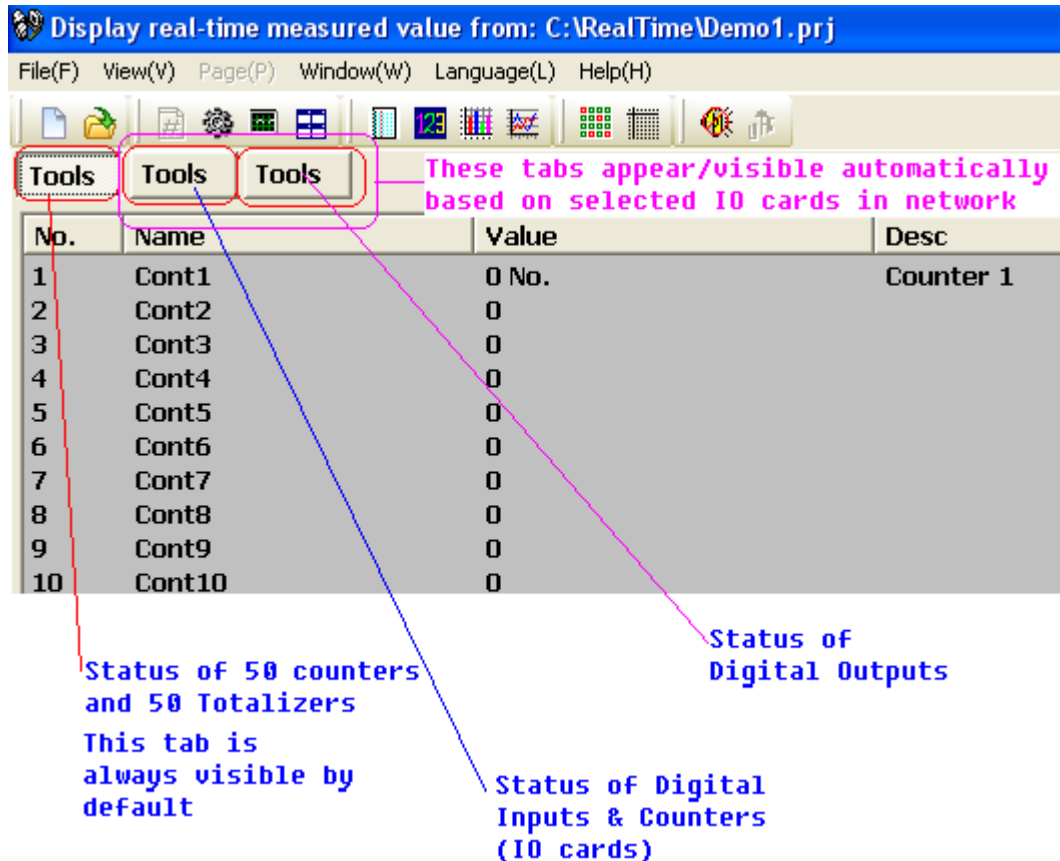 Display real-time measured value from: C:\RealTime\Demo1.prj
File(F) View(V) Page(P) Window(W) Language(L) Help(H)
# 123
Tools Tools Tools
These tabs appear/visible automatically
based on selected IO cards in network
No. Name Value Desc
1 Cont1 0 No. Counter 1
2 Cont2 0
3 Cont3 0
4 Cont4 0
5 Cont5 0
6 Cont6 0
7 Cont7 0
8 Cont8 0
9 Cont9 0
10 Cont10 0
Status of 50 counters
and 50 Totalizers
This tab is
always visible by
default
Status of Digital
Inputs & Counters
(IO cards)
Status of
Digital Outputs